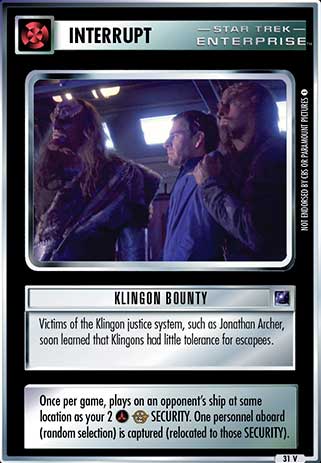 INTERRUPT
STAR TREK
ENTERPRISE™
NOT ENDORSED BY CBS OR PARAMOUNT PICTURES
KLINGON BOUNTY
Victims of the Klingon justice system, such as Jonathan Archer,
soon learned that Klingons had little tolerance for escapees.
Once per game, plays on an opponent's ship at same
location as your 2 SECURITY. One personnel aboard
(random selection) is captured (relocated to those SECURITY).
31 V